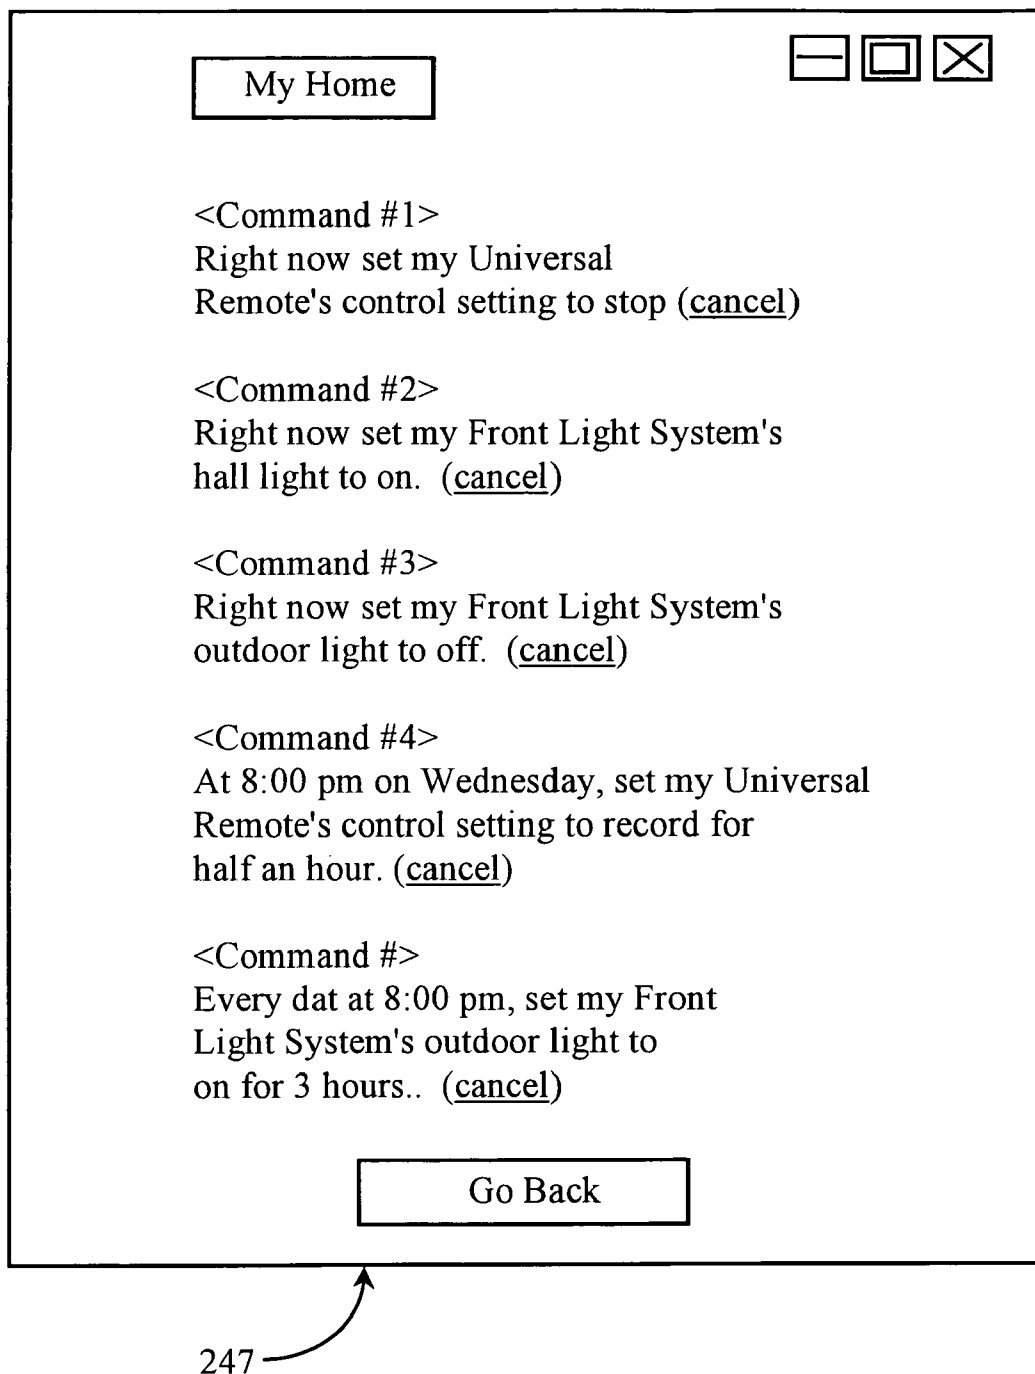 My Home
<Command #1>
Right now set my Universal
Remote's control setting to stop (cancel)
<Command #2>
Right now set my Front Light System's
hall light to on.  (cancel)
<Command #3>
Right now set my Front Light System's
outdoor light to off.  (cancel)
<Command #4>
At 8:00 pm on Wednesday, set my Universal
Remote's control setting to record for
half an hour. (cancel)
<Command #>
Every dat at 8:00 pm, set my Front
Light System's outdoor light to
on for 3 hours..  (cancel)
Go Back
247